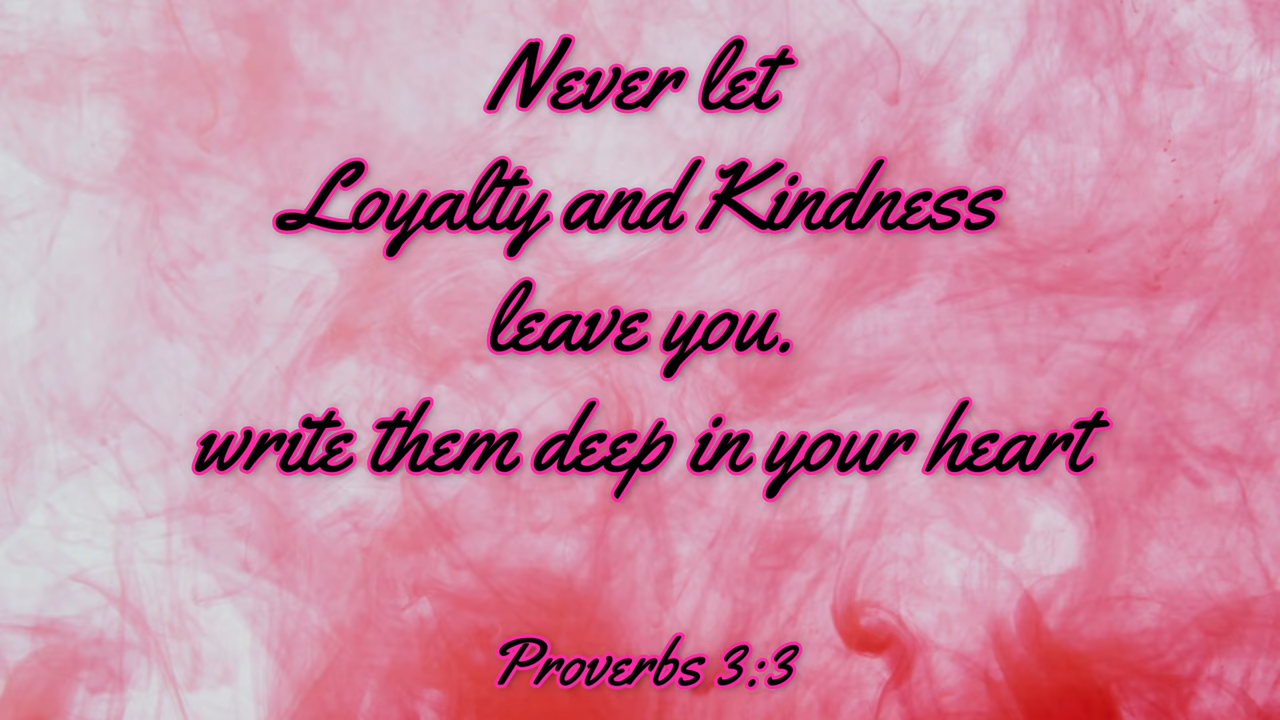 Never let
Loyalty and Kindness
leave you.
write them deep in your heart
Proverbs 3:3